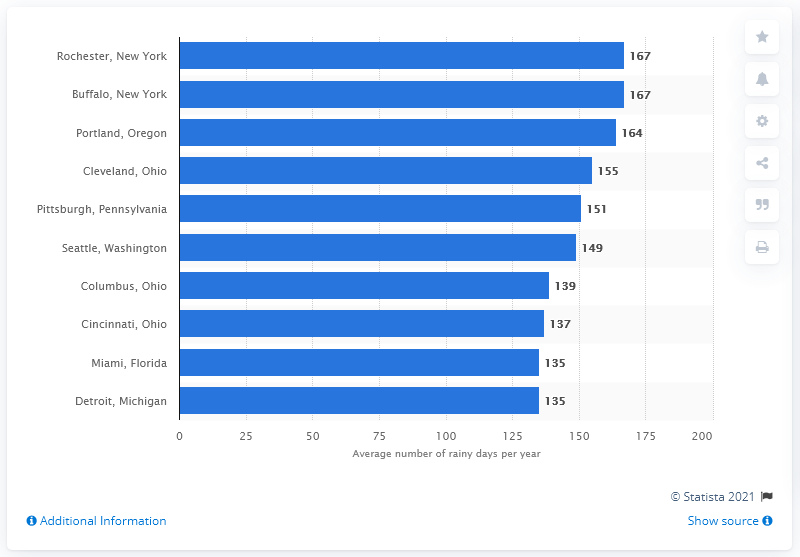 Rochester, New York 167
Buffalo, New York 167
Portland, Oregon 164
Cleveland, Ohio 155
Pittsburgh, Pennsylvania 151
Seattle, Washington 149
Columbus, Ohio 139
Cincinnati, Ohio 137
Miami, Florida 135
Detroit, Michigan 135
0 25 50 75 100 125 150 175 200
Average number of rainy days per year
© Statista 2021
Additional Information Show source